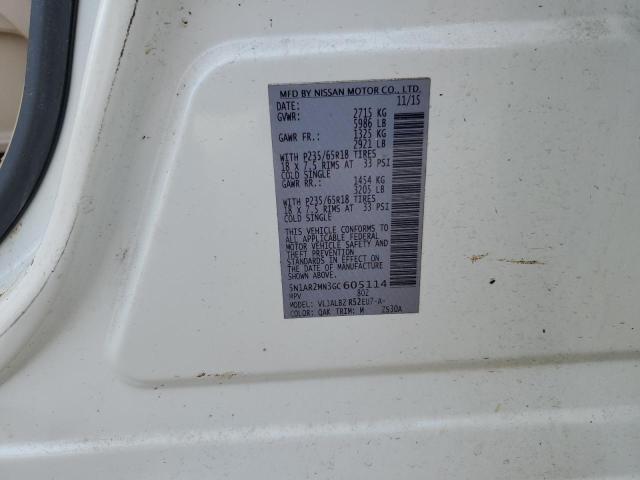 MFD BY NISSAN MOTOR CO., LTD.
DATE: 11/15
GVWR: 2715 KG
5986 LB
GAWR FR.: 1325 KG
2921 LB
WITH P235/65R18 TIRES
18 X 7.5 RIMS AT 33 PSI
COLD SINGLE
GAWR RR.: 1454 KG
3205 LB
WITH P235/65R18 TIRES
18 X 7.5 RIMS AT 33 PSI
COLD SINGLE
THIS VEHICLE CONFORMS TO
ALL APPLICABLE FEDERAL
MOTOR VEHICLE SAFETY AND
THEFT PREVENTION
STANDARDS IN EFFECT ON
THE DATE OF MANUFACTURE
SHOWN ABOVE.
5N1AR2MN3GC605114
MPV 802
MODEL: R52EU7-A-
COLOR: QAK TRIM: M ZS30A